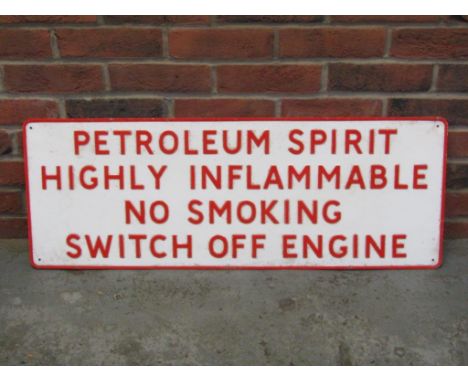 PETROLEUM SPIRIT
HIGHLY INFLAMMABLE
NO SMOKING
SWITCH OFF ENGINE